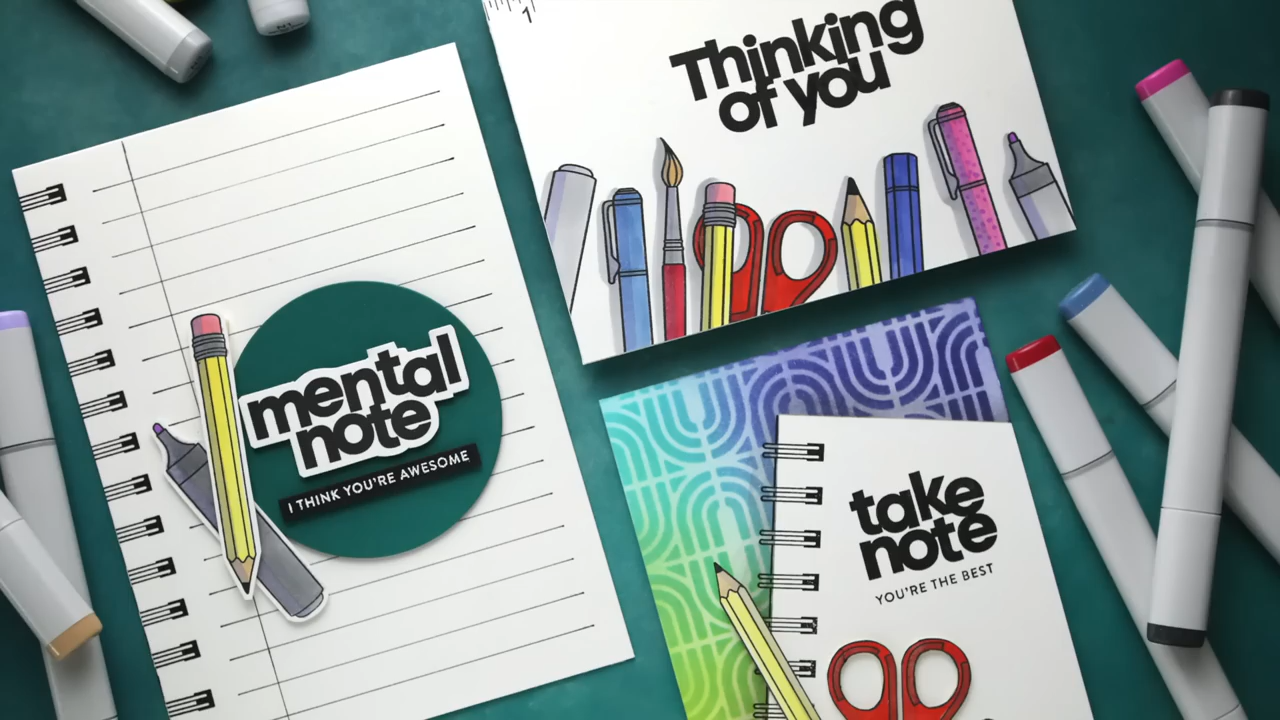 1
Thinking
of you
mental
note
I THINK YOU'RE AWESOME
take
note
YOU'RE THE BEST